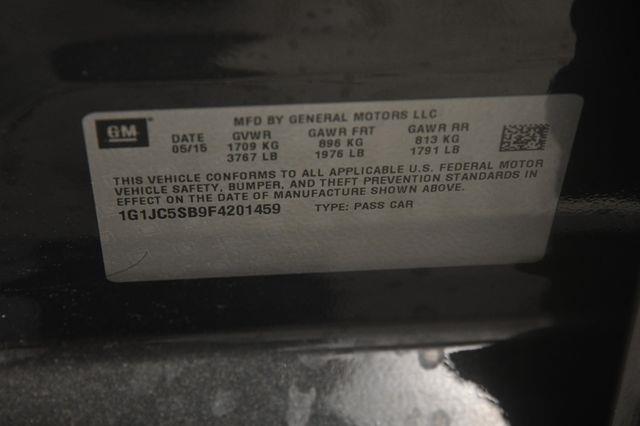 GM
MFD BY GENERAL MOTORS LLC
DATE GVWR GAWR FRT GAWR RR
05/15 1709 KG 896 KG 813 KG
3767 LB 1976 LB 1791 LB
THIS VEHICLE CONFORMS TO ALL APPLICABLE U.S. FEDERAL MOTOR
VEHICLE SAFETY, BUMPER, AND THEFT PREVENTION STANDARDS IN
EFFECT ON THE DATE OF MANUFACTURE SHOWN ABOVE.
1G1JC5SB9F4201459 TYPE: PASS CAR